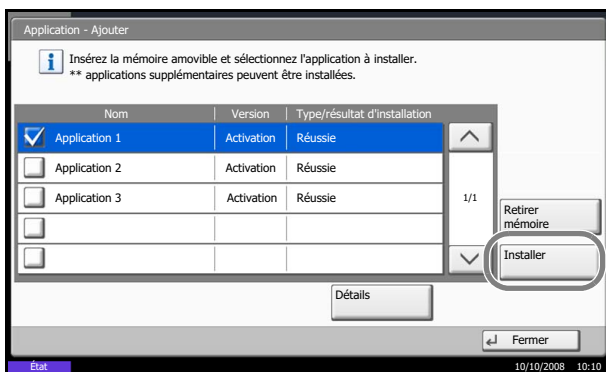 Application - Ajouter
Insérez la mémoire amovible et sélectionnez l'application à installer.
** applications supplémentaires peuvent être installées.
Nom Version Type/résultat d'installation
Application 1 Activation Réussie
Application 2 Activation Réussie
Application 3 Activation Réussie
1/1
Retirer
mémoire
Installer
Détails
Fermer
État 10/10/2008 10:10